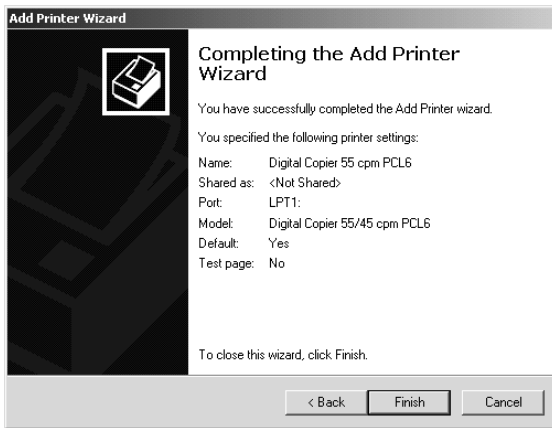 Add Printer Wizard
Completing the Add Printer
Wizard
You have successfully completed the Add Printer wizard.
You specified the following printer settings:
Name: Digital Copier 55 cpm PCL6
Shared as: <Not Shared>
Port: LPT1:
Model: Digital Copier 55/45 cpm PCL6
Default: Yes
Test page: No
To close this wizard, click Finish.
< Back Finish Cancel